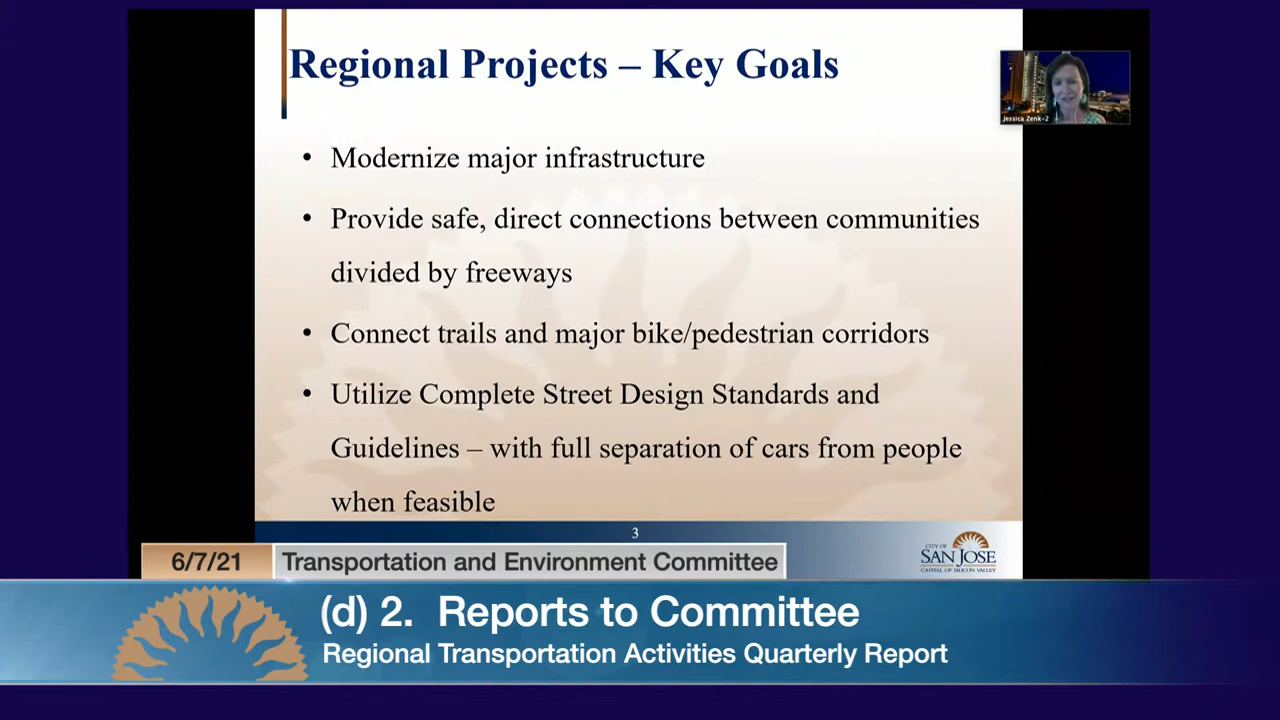 Regional Projects – Key Goals
Jessica Zenk-2
• Modernize major infrastructure
• Provide safe, direct connections between communities
divided by freeways
• Connect trails and major bike/pedestrian corridors
• Utilize Complete Street Design Standards and
Guidelines – with full separation of cars from people
when feasible
3
CITY OF
SAN JOSE
CAPITAL OF SILICON VALLEY
6/7/21
Transportation and Environment Committee
(d) 2. Reports to Committee
Regional Transportation Activities Quarterly Report